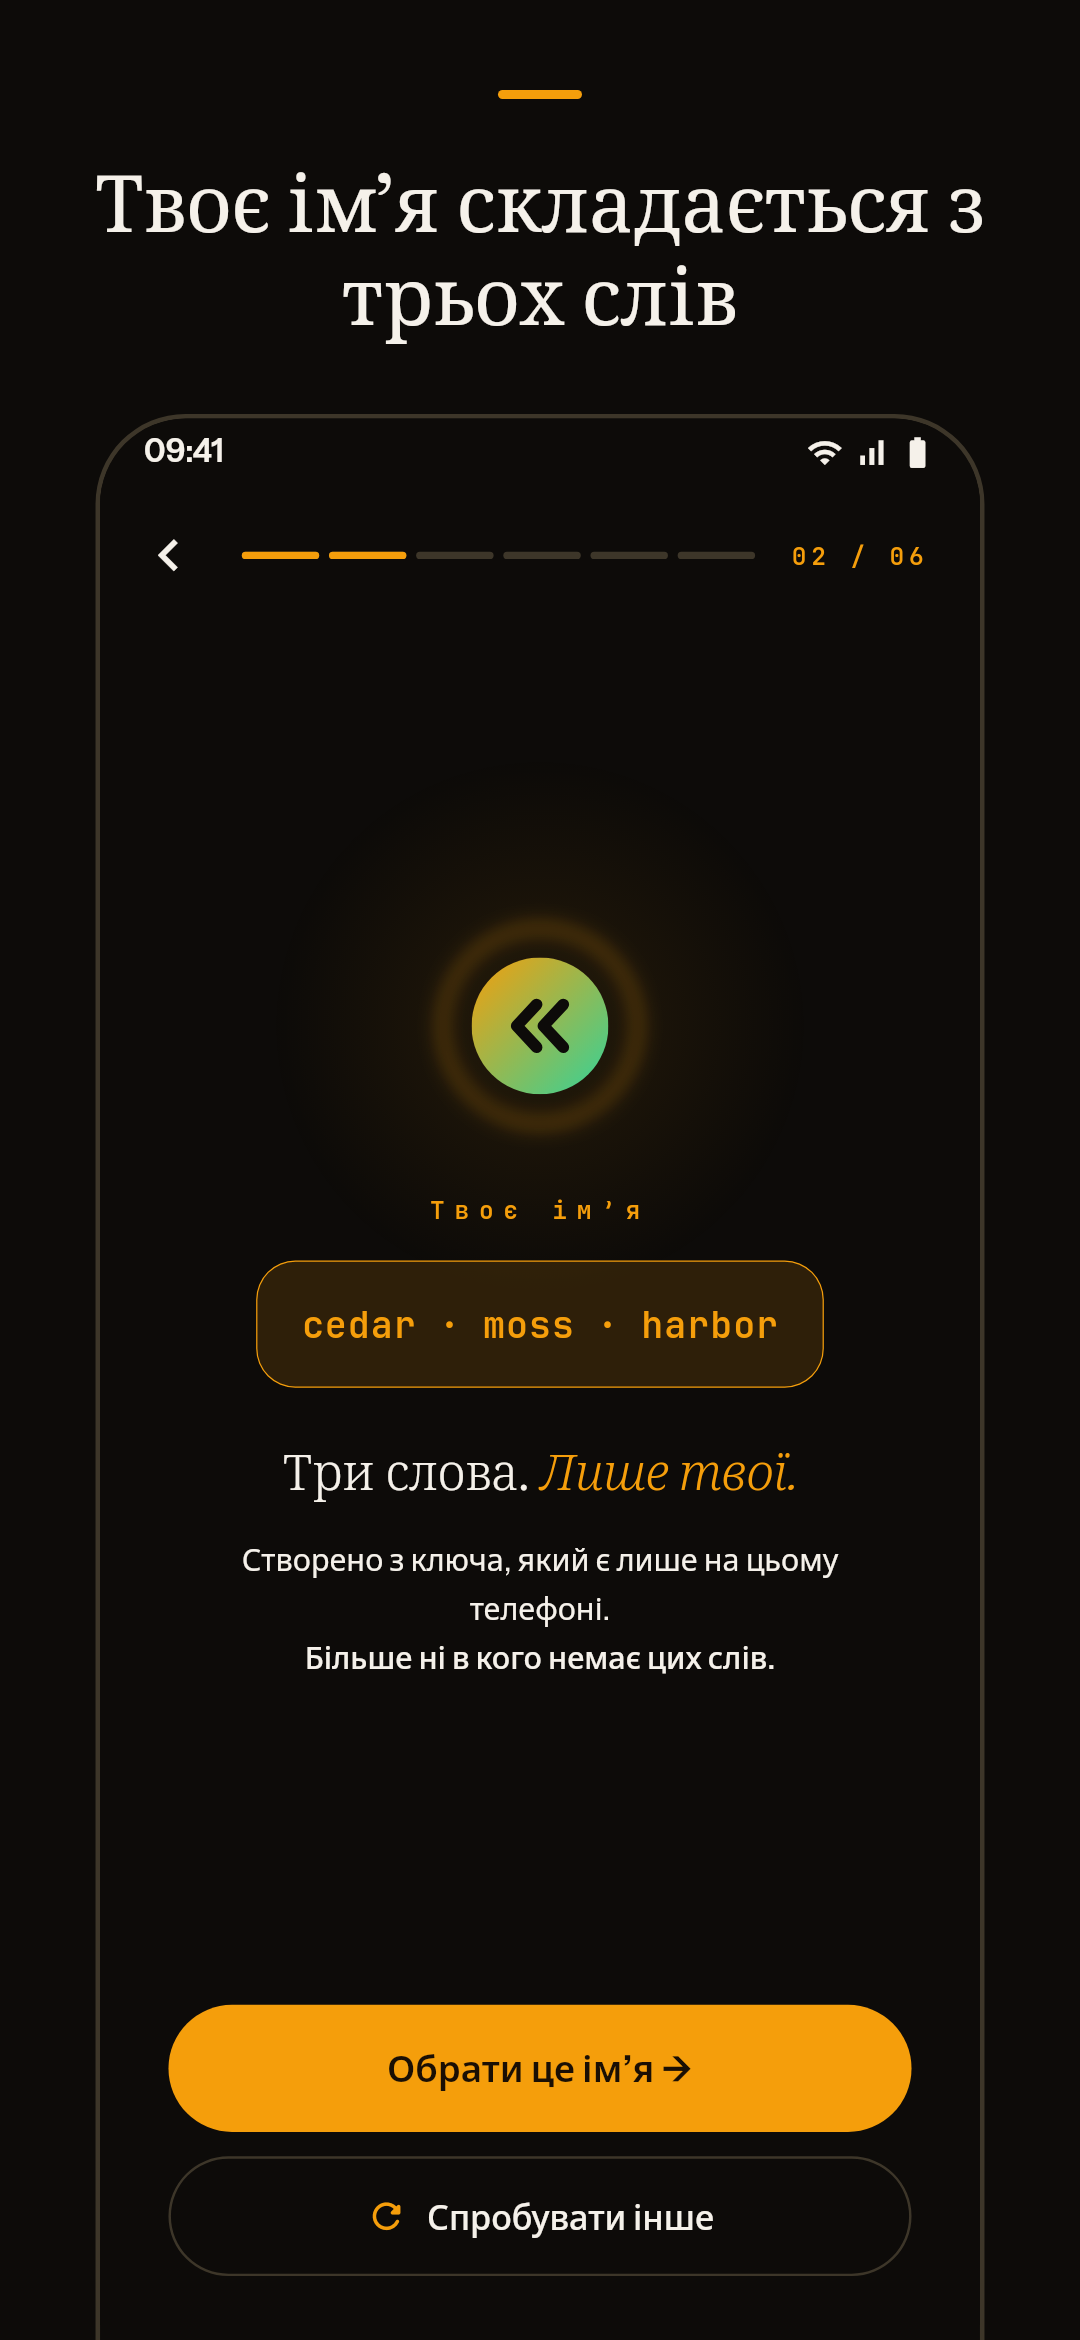 Твоє ім’я складається з
трьох слів
09:41
02 / 06
Твоє ім’я
cedar · moss · harbor
Три слова. Лише твої.
Створено з ключа, який є лише на цьому
телефоні.
Більше ні в кого немає цих слів.
Обрати це ім’я →
Спробувати інше